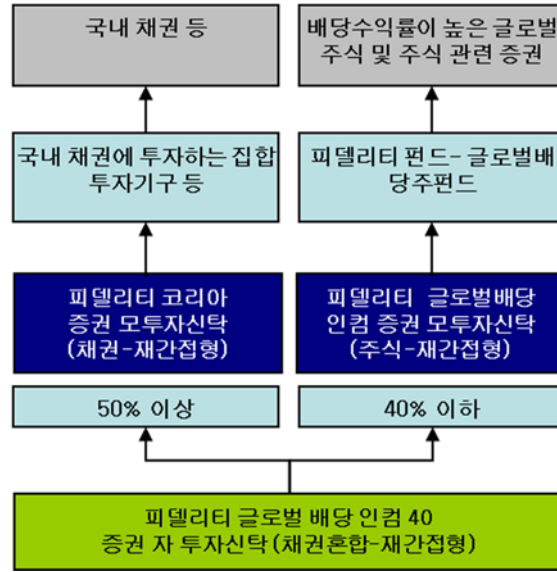 국내 채권 등
배당수익률이 높은 글로벌
주식 및 주식 관련 증권
국내 채권에 투자하는 집합
투자기구 등
피델리티 펀드- 글로벌배
당주펀드
피델리티 코리아
증권 모투자신탁
(채권-재간접형)
피델리티 글로벌배당
인컴 증권 모투자신탁
(주식-재간접형)
50% 이상
40% 이하
피델리티 글로벌 배당 인컴 40
증권 자 투자신탁 (채권혼합-재간접형)